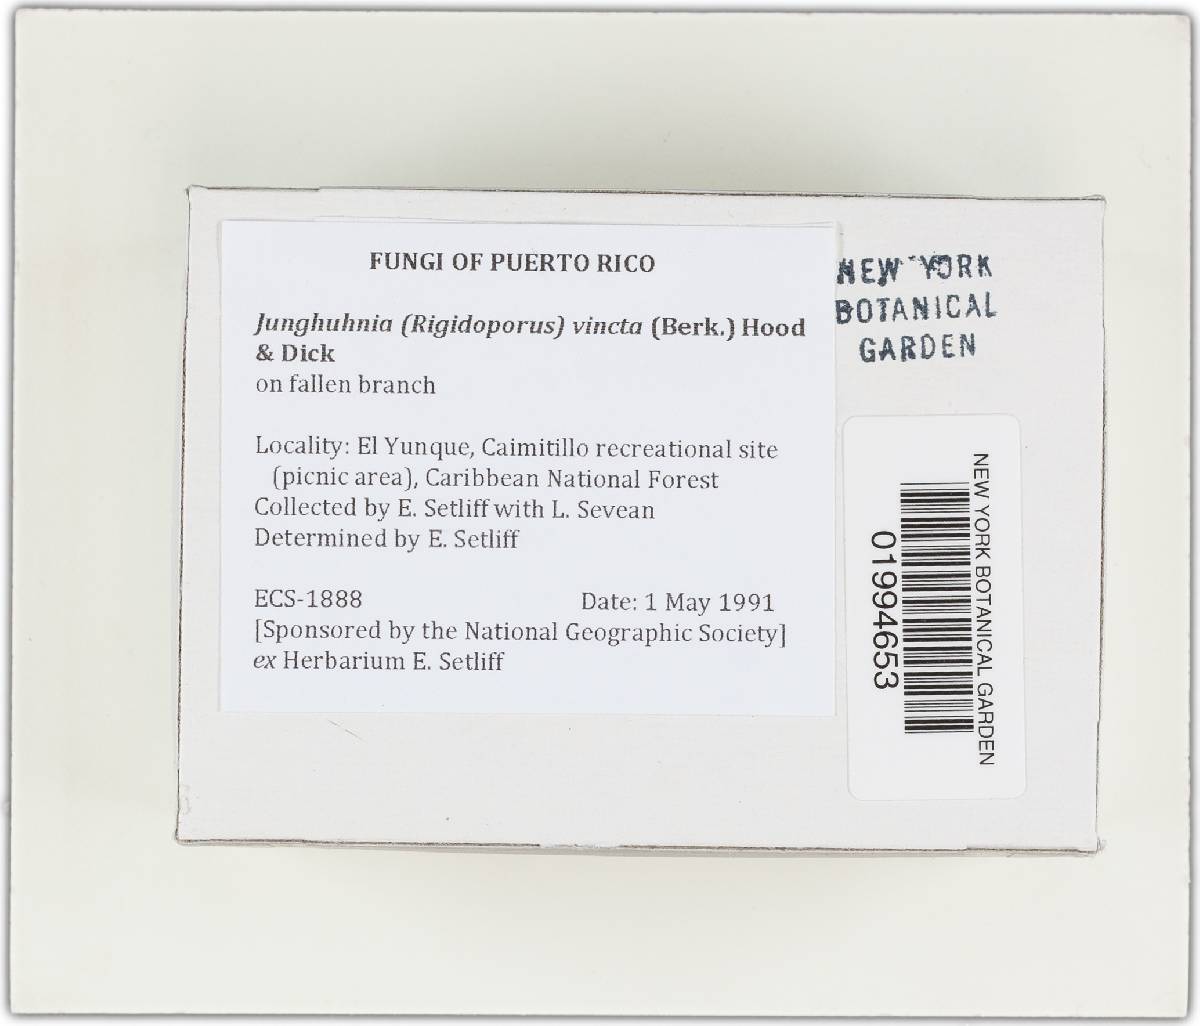 FUNGI OF PUERTO RICO
Junghuhnia (Rigidoporus) vincta (Berk.) Hood
& Dick
on fallen branch
Locality: El Yunque, Caimitillo recreational site
(picnic area), Caribbean National Forest
Collected by E. Setliff with L. Sevean
Determined by E. Setliff
ECS-1888 Date: 1 May 1991
[Sponsored by the National Geographic Society]
ex Herbarium E. Setliff
NEW YORK
BOTANICAL
GARDEN
NEW YORK BOTANICAL GARDEN
01994653